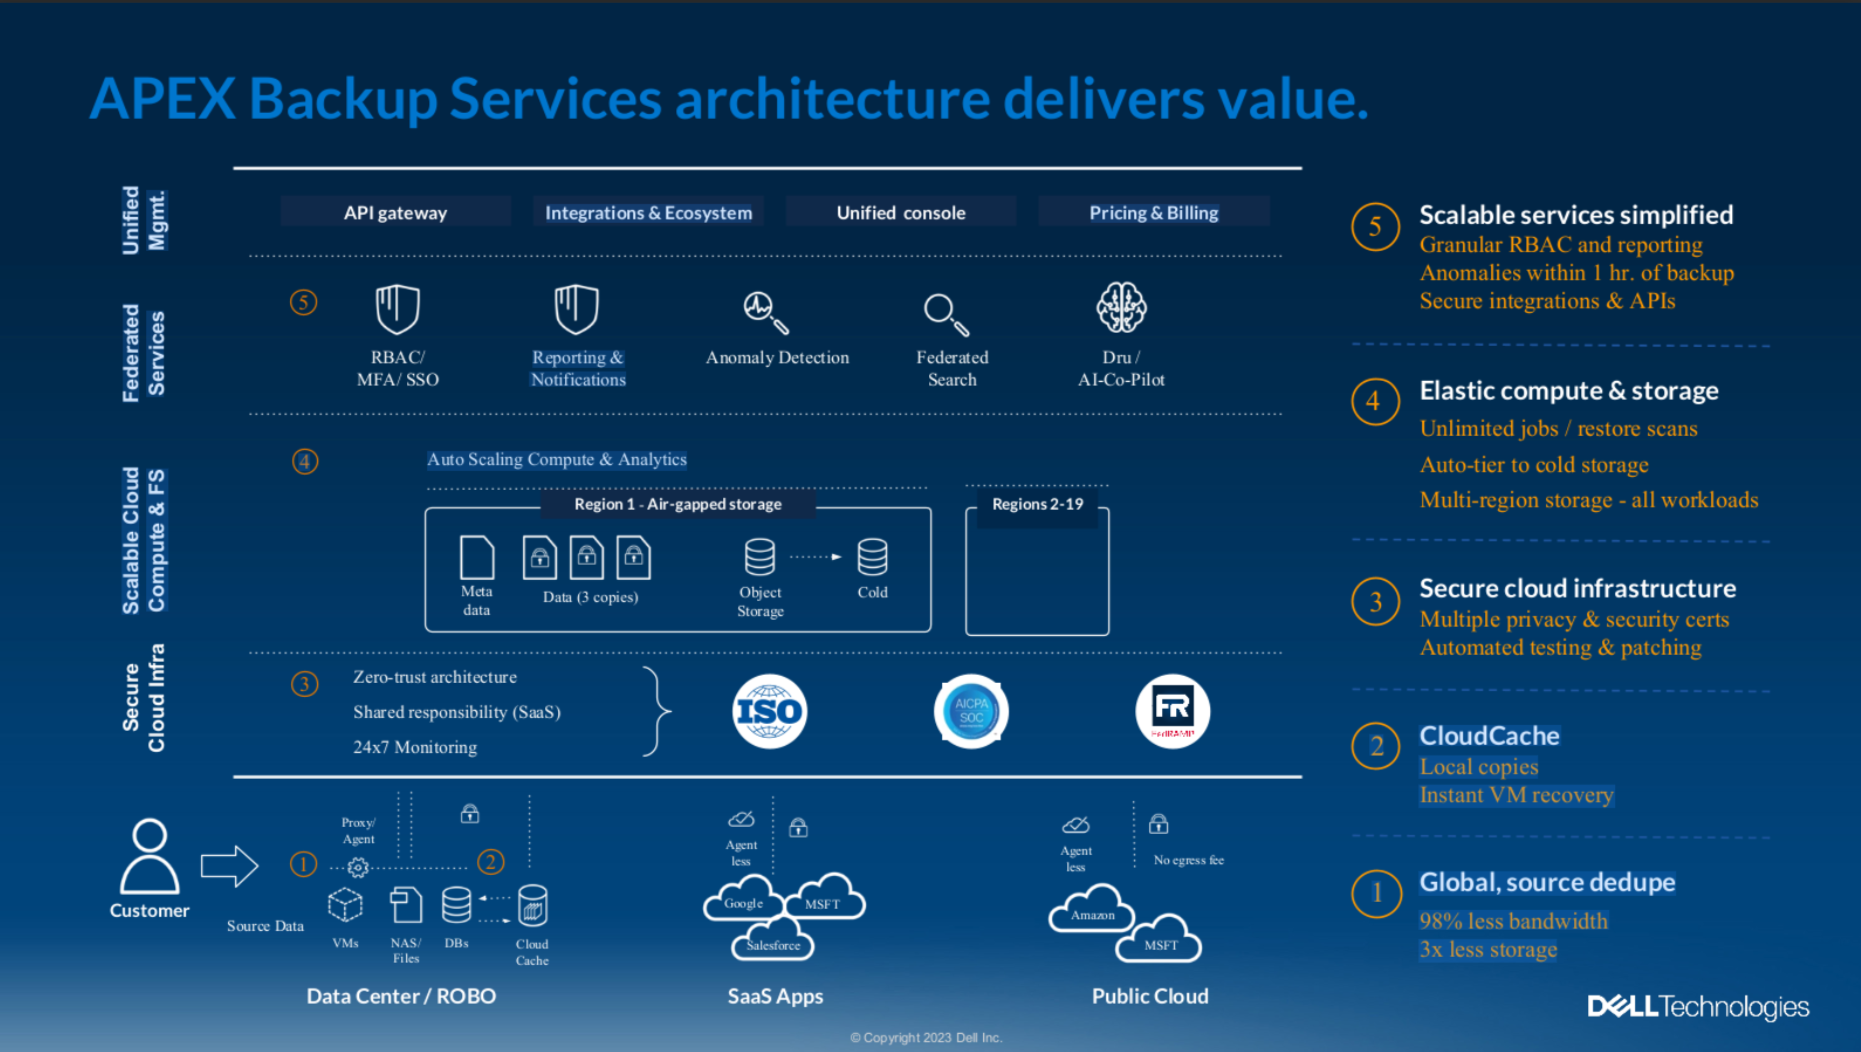 APEX Backup Services architecture delivers value.
Unified
Mgmt.
API gateway
Integrations & Ecosystem
Unified console
Pricing & Billing
Federated
Services
5
RBAC/
MFA/ SSO
Reporting &
Notifications
Anomaly Detection
Federated
Search
Dru /
AI-Co-Pilot
Scalable Cloud
Compute & FS
4
Auto Scaling Compute & Analytics
Region 1 - Air-gapped storage
Meta
data
Data (3 copies)
Object
Storage
Cold
Regions 2-19
Secure
Cloud Infra
3
Zero-trust architecture
Shared responsibility (SaaS)
24x7 Monitoring
ISO
AICPA
SOC
FR
FedRAMP
Customer
Source Data
1
Proxy/
Agent
2
VMs
NAS/
Files
DBs
Cloud
Cache
Data Center / ROBO
Agent
less
Google
MSFT
Salesforce
SaaS Apps
Agent
less
No egress fee
Amazon
MSFT
Public Cloud
5
Scalable services simplified
Granular RBAC and reporting
Anomalies within 1 hr. of backup
Secure integrations & APIs
4
Elastic compute & storage
Unlimited jobs / restore scans
Auto-tier to cold storage
Multi-region storage - all workloads
3
Secure cloud infrastructure
Multiple privacy & security certs
Automated testing & patching
2
CloudCache
Local copies
Instant VM recovery
1
Global, source dedupe
98% less bandwidth
3x less storage
DELL Technologies
© Copyright 2023 Dell Inc.